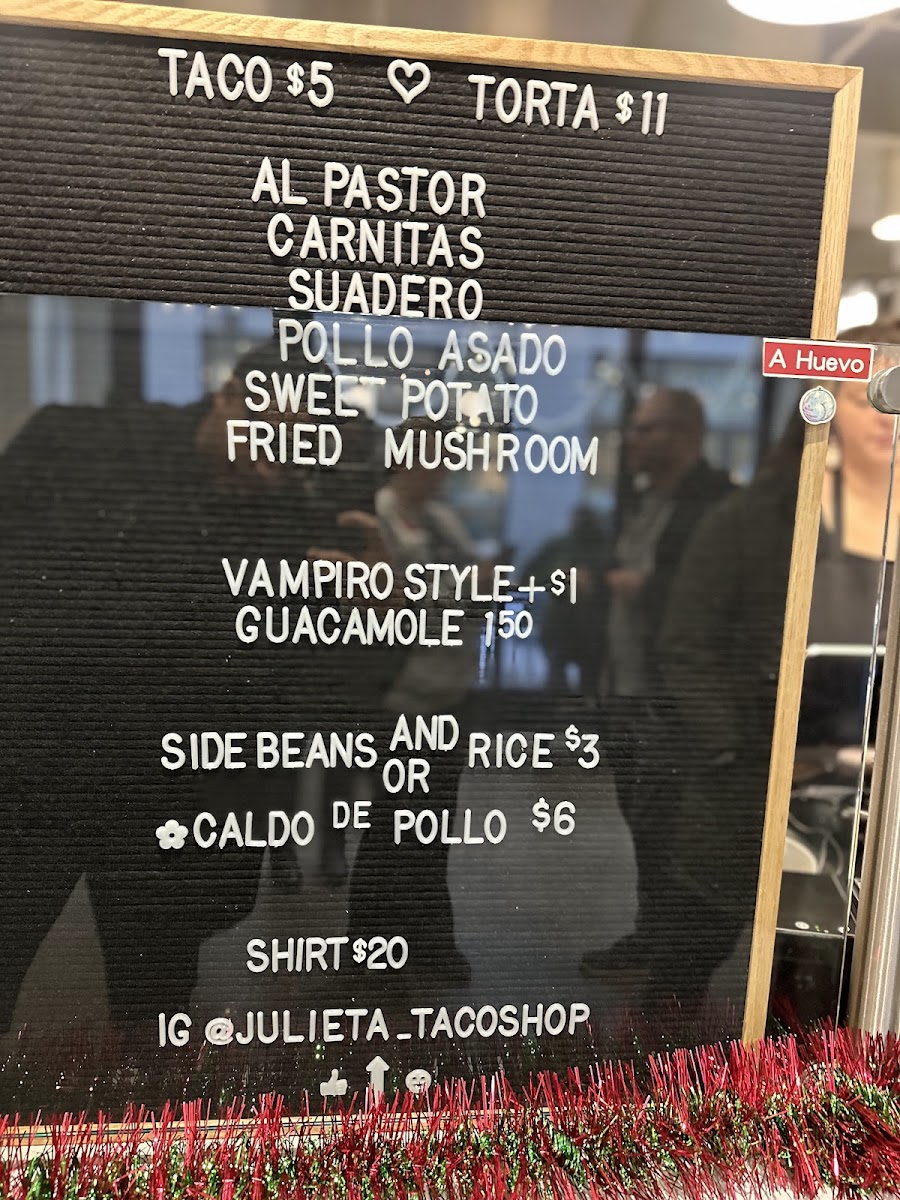 TACO $5 ♡ TORTA $11
AL PASTOR
CARNITAS
SUADERO
POLLO ASADO
A Huevo
SWEET POTATO
FRIED MUSHROOM
VAMPIRO STYLE + $1
GUACAMOLE 150
SIDE BEANS AND OR RICE $3
CALDO DE POLLO $6
SHIRT $20
IG @JULIETA_TACOSHOP